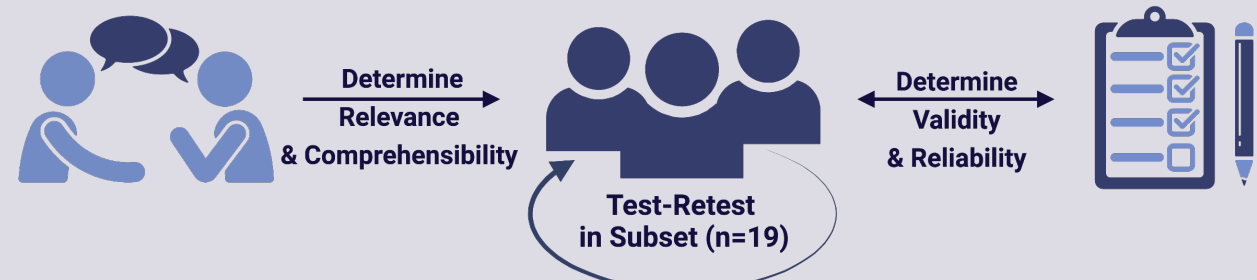 Determine
Relevance
& Comprehensibility
Test-Retest
in Subset (n=19)
Determine
Validity
& Reliability